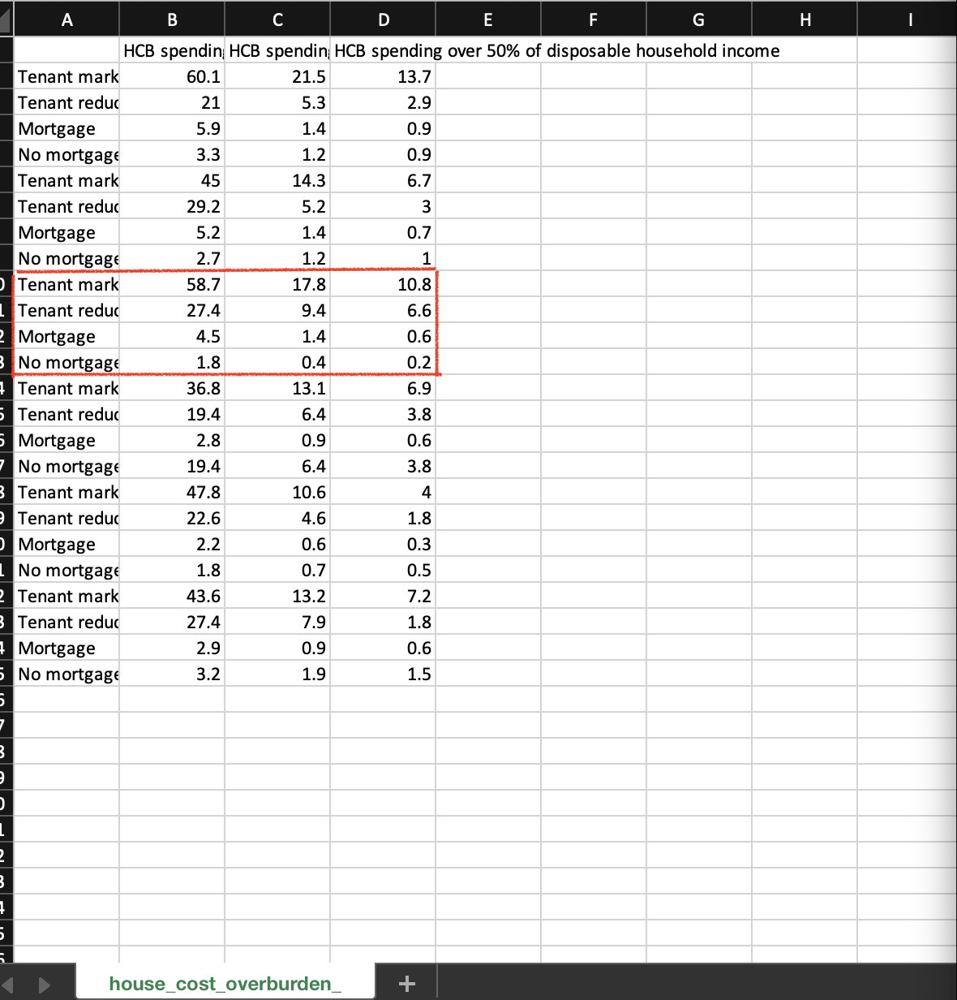 A B C D E F G H I
HCB spending HCB spending HCB spending over 50% of disposable household income
Tenant mark 60.1 21.5 13.7
Tenant reduc 21 5.3 2.9
Mortgage 5.9 1.4 0.9
No mortgage 3.3 1.2 0.9
Tenant mark 45 14.3 6.7
Tenant reduc 29.2 5.2 3
Mortgage 5.2 1.4 0.7
No mortgage 2.7 1.2 1
Tenant mark 58.7 17.8 10.8
Tenant reduc 27.4 9.4 6.6
Mortgage 4.5 1.4 0.6
No mortgage 1.8 0.4 0.2
Tenant mark 36.8 13.1 6.9
Tenant reduc 19.4 6.4 3.8
Mortgage 2.8 0.9 0.6
No mortgage 19.4 6.4 3.8
Tenant mark 47.8 10.6 4
Tenant reduc 22.6 4.6 1.8
Mortgage 2.2 0.6 0.3
No mortgage 1.8 0.7 0.5
Tenant mark 43.6 13.2 7.2
Tenant reduc 27.4 7.9 1.8
Mortgage 2.9 0.9 0.6
No mortgage 3.2 1.9 1.5
house_cost_overburden_